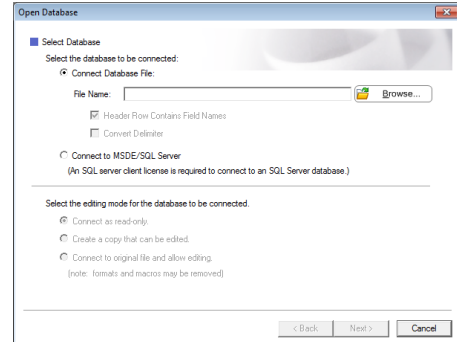 Open Database
Select Database
Select the database to be connected:
Connect Database File:
File Name:
Browse...
Header Row Contains Field Names
Convert Delimiter
Connect to MSDE/SQL Server
(An SQL server client license is required to connect to an SQL Server database.)
Select the editing mode for the database to be connected.
Connect as read-only.
Create a copy that can be edited.
Connect to original file and allow editing.
(note: formats and macros may be removed)
< Back
Next >
Cancel